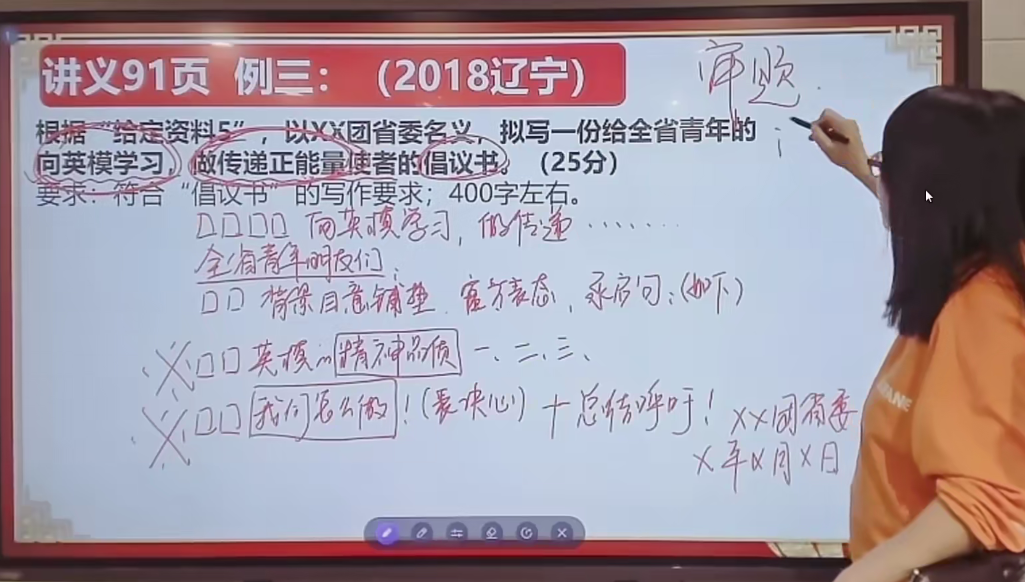 讲义91页 例三：（2018辽宁）
审题
根据“给定资料5”，以XX团省委名义，拟写一份给全省青年的
向英模学习，做传递正能量使者的倡议书。（25分）
要求：符合“倡议书”的写作要求；400字左右。
□□□□ 向英模学习，做传递……
全省青年朋友们：
□□ 背景目意铺垫，官方表态，承启句：(如下)
□□ 英模的精神品质 一、二、三、
□□ 我们怎么做！(表决心) + 总结呼吁！
XX团省委
X年X月X日